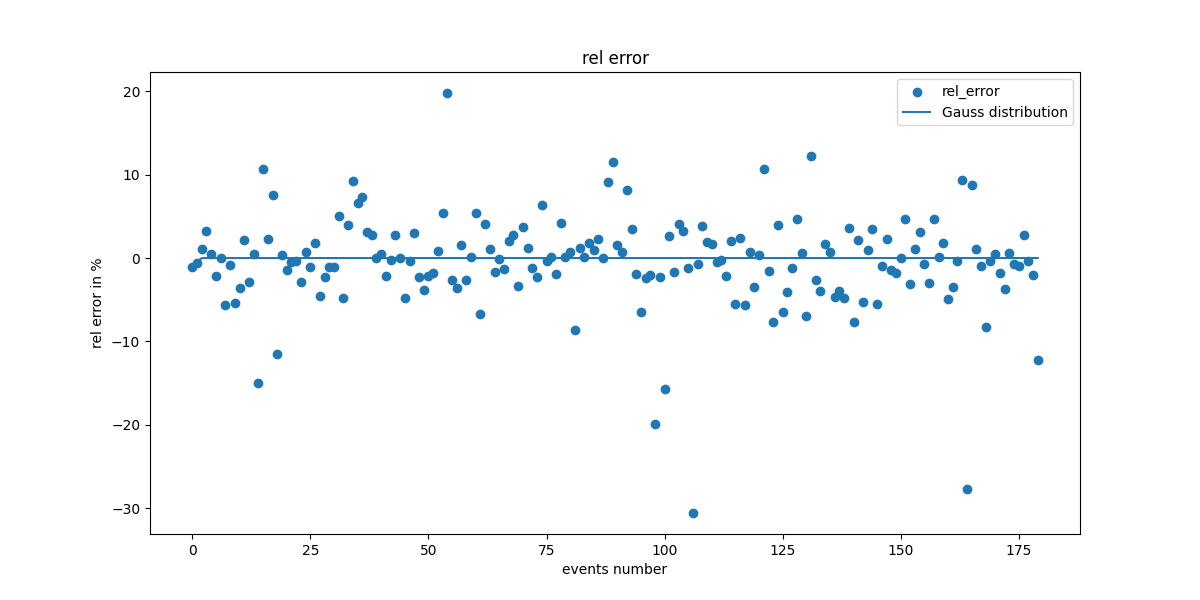 rel error
rel_error
Gauss distribution
20
10
0
−10
−20
−30
rel error in %
0 25 50 75 100 125 150 175
events number